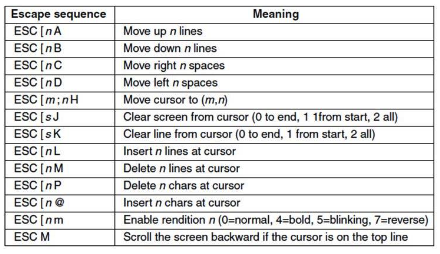 Escape sequence Meaning
ESC [ n A Move up n lines
ESC [ n B Move down n lines
ESC [ n C Move right n spaces
ESC [ n D Move left n spaces
ESC [ m ; n H Move cursor to (m,n)
ESC [ s J Clear screen from cursor (0 to end, 1 1from start, 2 all)
ESC [ s K Clear line from cursor (0 to end, 1 from start, 2 all)
ESC [ n L Insert n lines at cursor
ESC [ n M Delete n lines at cursor
ESC [ n P Delete n chars at cursor
ESC [ n @ Insert n chars at cursor
ESC [ n m Enable rendition n (0=normal, 4=bold, 5=blinking, 7=reverse)
ESC M Scroll the screen backward if the cursor is on the top line